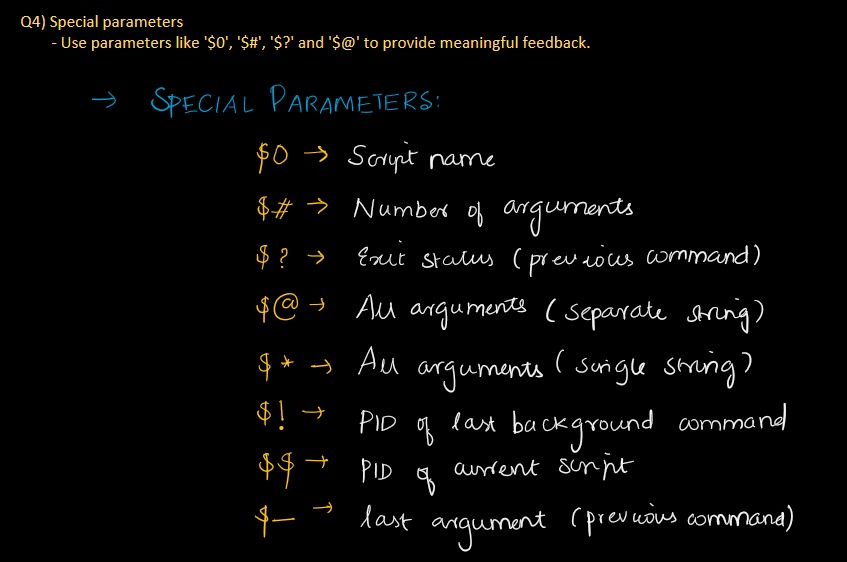 Q4) Special parameters
- Use parameters like '$0', '$#', '$?' and '$@' to provide meaningful feedback.
→ SPECIAL PARAMETERS:
$0 → Script name
$# → Number of arguments
$? → Exit status (previous command)
$@ → All arguments (separate string)
$* → All arguments (single string)
$! → PID of last background command
$$ → PID of current script
$_ → last argument (previous command)